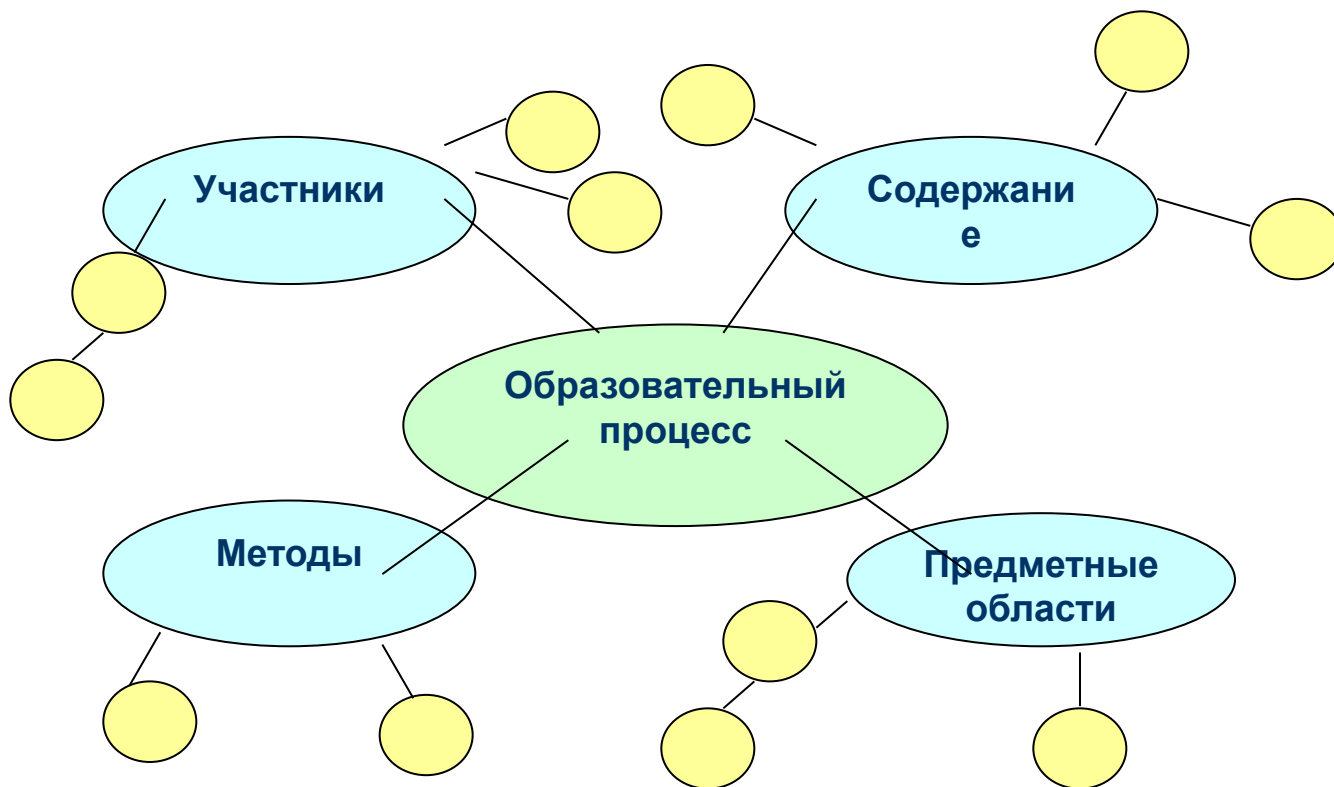 Участники
Содержани
е
Образовательный
процесс
Методы
Предметные
области